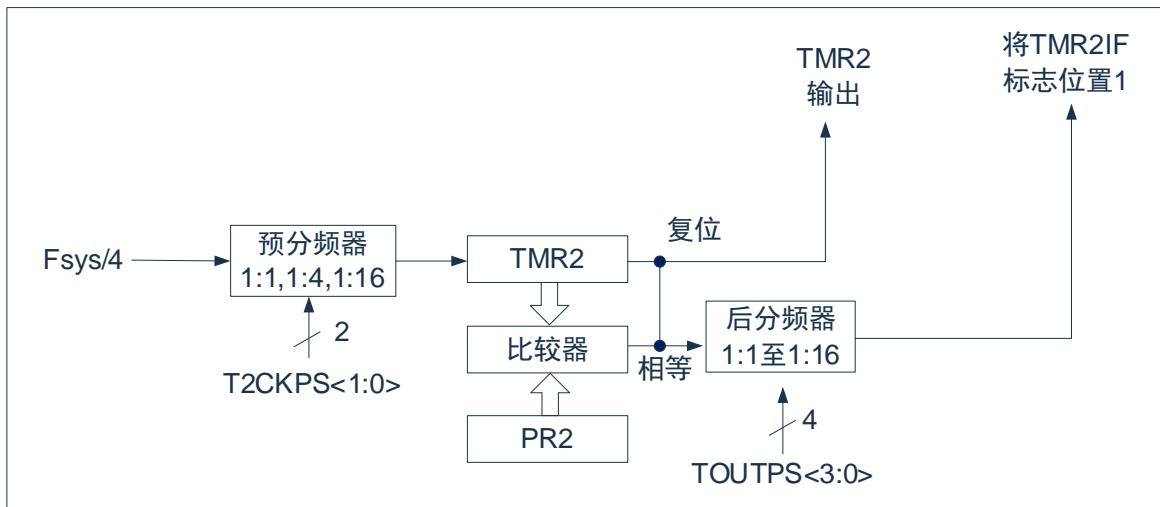 TMR2
输出
将TMR2IF
标志位置1
Fsys/4
预分频器
1:1,1:4,1:16
TMR2
复位
2
T2CKPS<1:0>
比较器
相等
后分频器
1:1至1:16
PR2
4
TOUTPS<3:0>